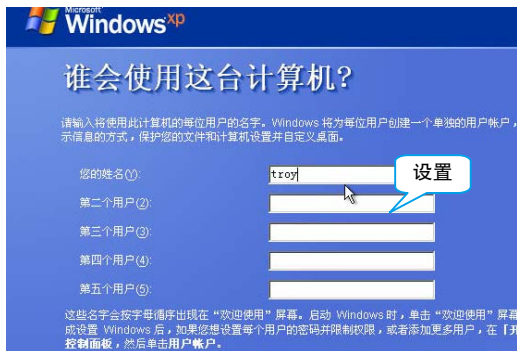 Microsoft
Windows xp
谁会使用这台计算机?
请输入将使用此计算机的每位用户的名字。Windows 将为每位用户创建一个单独的用户帐户，
示信息的方式，保护您的文件和计算机设置并自定义桌面。
您的姓名(Y):
troy
设置
第二个用户(2):
第三个用户(3):
第四个用户(4):
第五个用户(5):
这些名字会按字母循序出现在“欢迎使用”屏幕。启动 Windows 时，单击“欢迎使用”屏幕
成设置 Windows 后，如果您想设置每个用户的密码并限制权限，或者添加更多用户，在「开
控制面板，然后单击用户帐户。